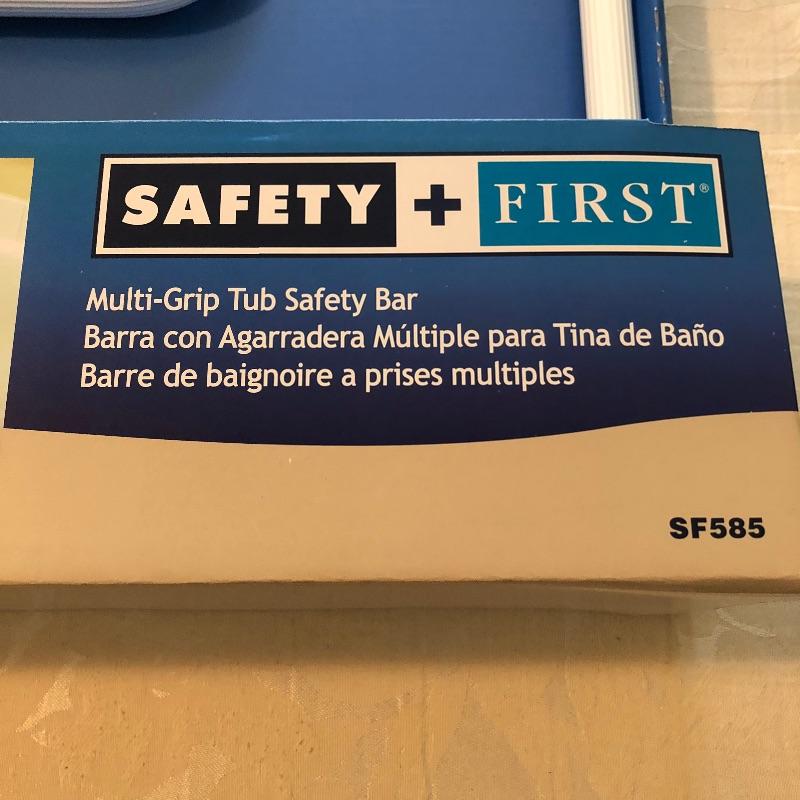 SAFETY + FIRST®
Multi-Grip Tub Safety Bar
Barra con Agarradera Múltiple para Tina de Baño
Barre de baignoire a prises multiples
SF585